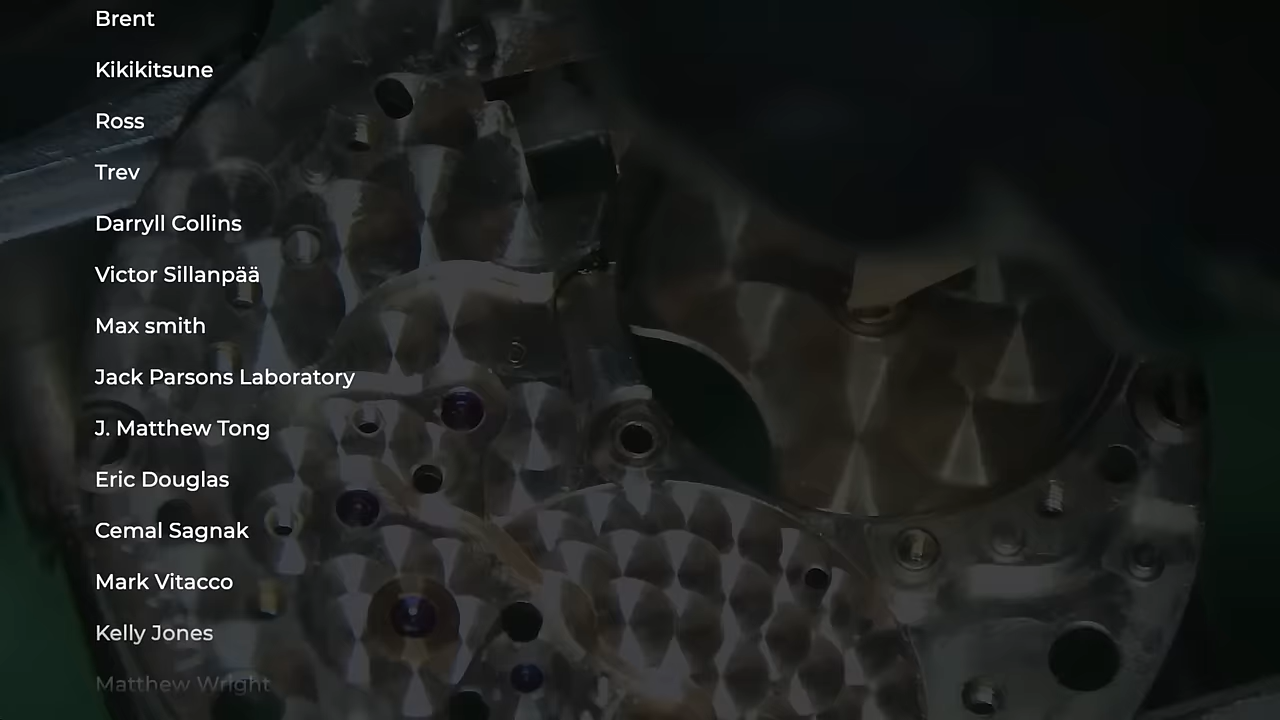 Brent
Kikikitsune
Ross
Trev
Darryll Collins
Victor Sillanpää
Max smith
Jack Parsons Laboratory
J. Matthew Tong
Eric Douglas
Cemal Sagnak
Mark Vitacco
Kelly Jones
Matthew Wright